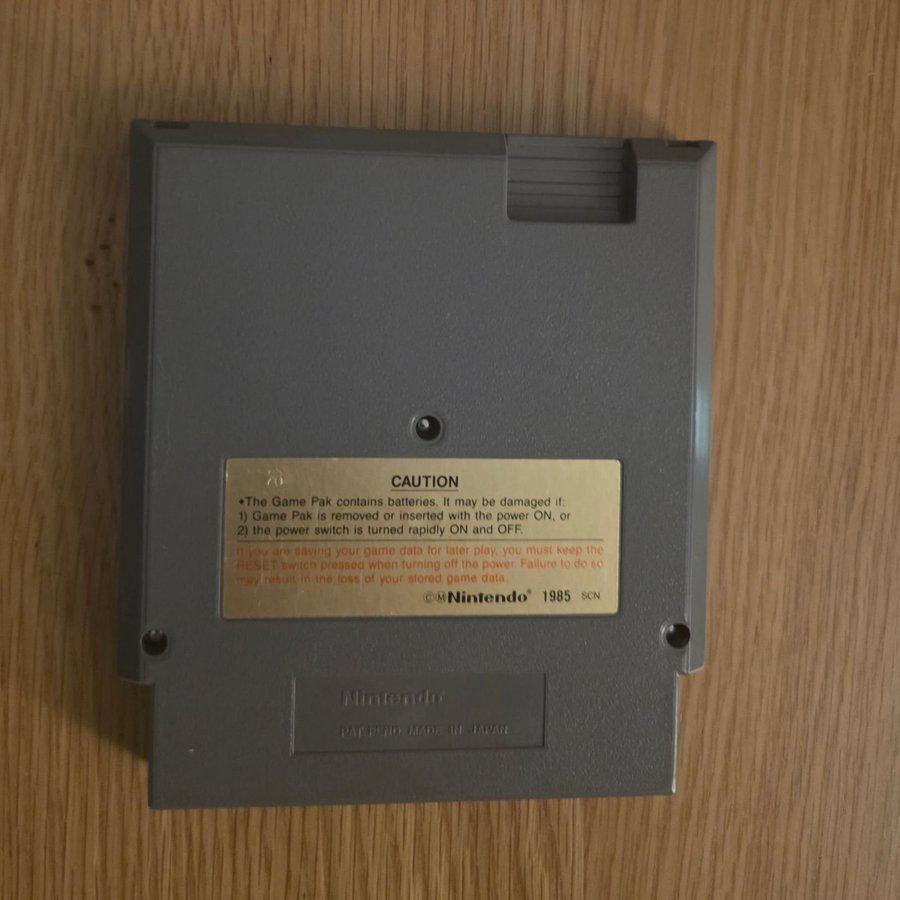 78
CAUTION
•The Game Pak contains batteries. It may be damaged if:
1) Game Pak is removed or inserted with the power ON, or
2) the power switch is turned rapidly ON and OFF.
If you are saving your game data for later play, you must keep the
RESET switch pressed when turning off the power. Failure to do so
may result in the loss of your stored game data.
©Ⓜ Nintendo® 1985 SCN
Nintendo®
PAT. PEND. MADE IN JAPAN